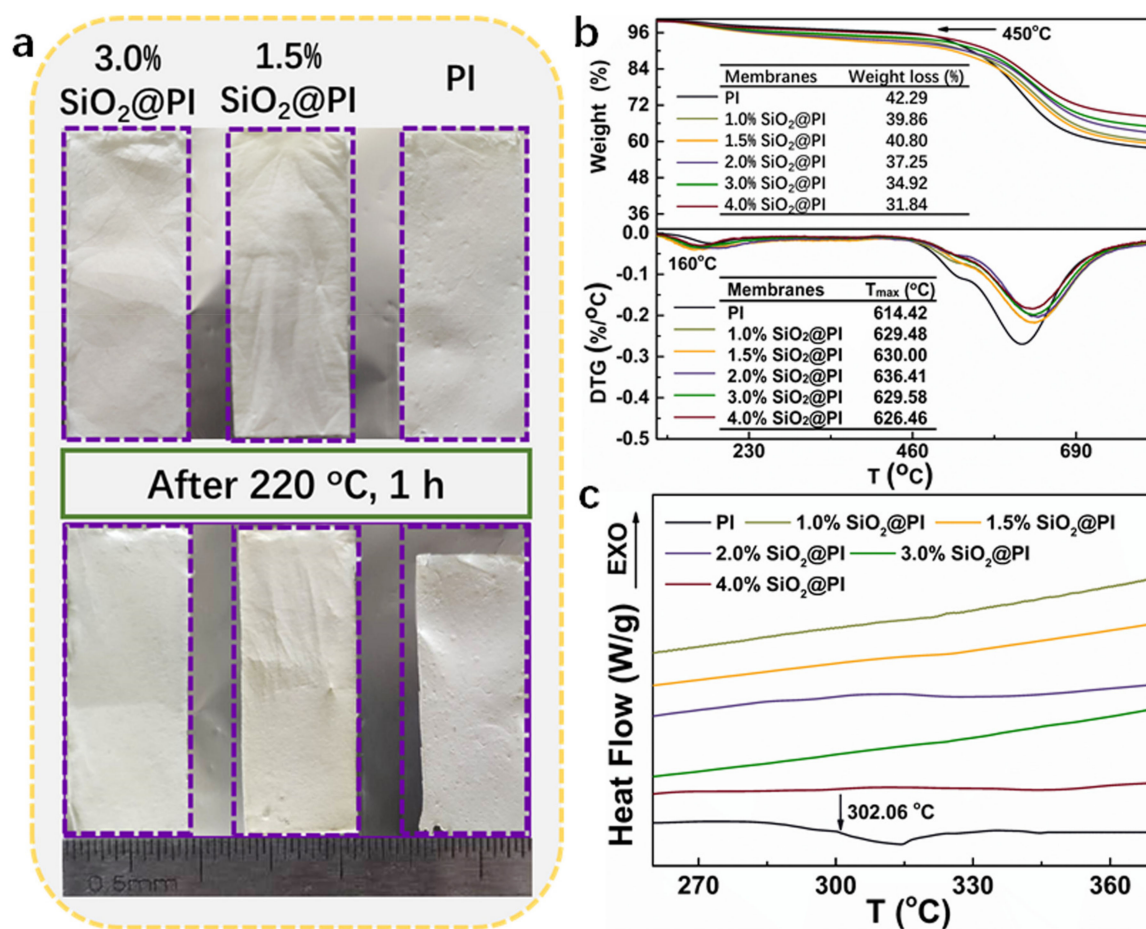 a
3.0%
SiO₂@PI
1.5%
SiO₂@PI
PI
After 220 °C, 1 h
0.5mm
b
96
84
72
60
48
36
Weight (%)
450°C
Membranes Weight loss (%)
PI 42.29
1.0% SiO₂@PI 39.86
1.5% SiO₂@PI 40.80
2.0% SiO₂@PI 37.25
3.0% SiO₂@PI 34.92
4.0% SiO₂@PI 31.84
0.0
-0.1
-0.2
-0.3
-0.4
-0.5
DTG (%/°C)
160°C
Membranes Tmax (°C)
PI 614.42
1.0% SiO₂@PI 629.48
1.5% SiO₂@PI 630.00
2.0% SiO₂@PI 636.41
3.0% SiO₂@PI 629.58
4.0% SiO₂@PI 626.46
230 460 690
T (°C)
c
EXO
Heat Flow (W/g)
PI 1.0% SiO₂@PI 1.5% SiO₂@PI
2.0% SiO₂@PI 3.0% SiO₂@PI
4.0% SiO₂@PI
302.06 °C
270 300 330 360
T (°C)